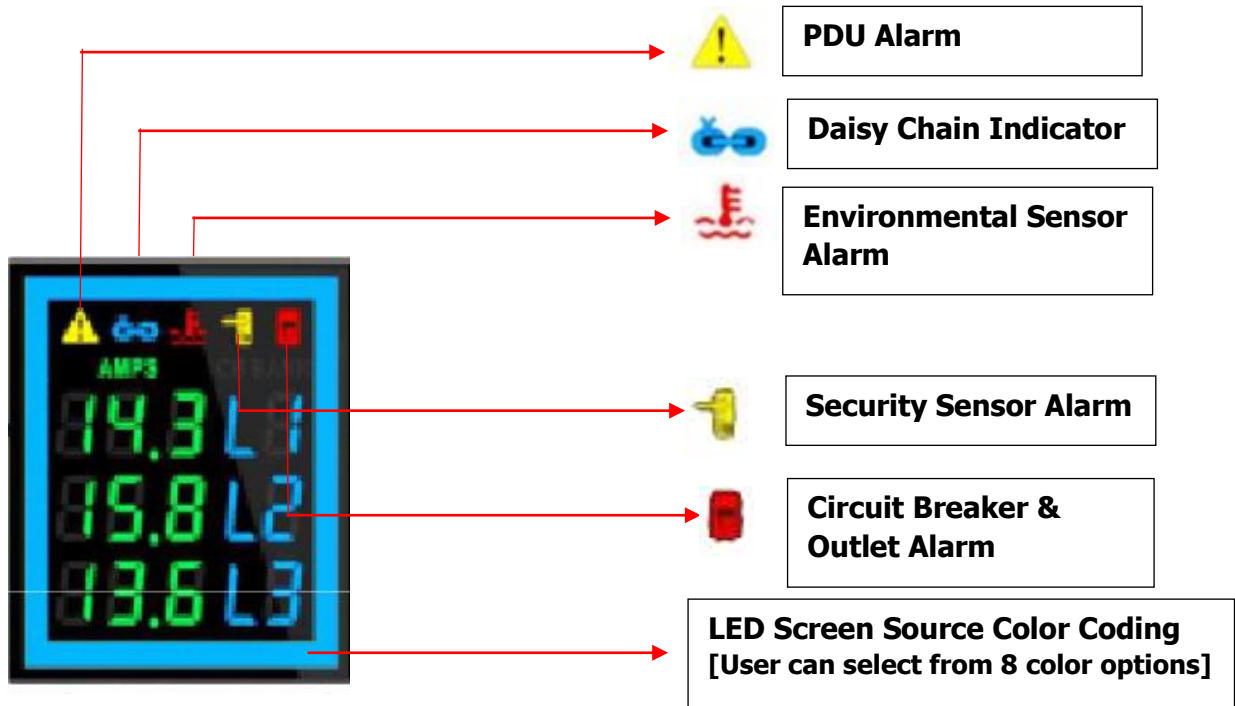 PDU Alarm
Daisy Chain Indicator
Environmental Sensor
Alarm
AMPS
14.3 L1
15.8 L2
13.6 L3
Security Sensor Alarm
Circuit Breaker &
Outlet Alarm
LED Screen Source Color Coding
[User can select from 8 color options]